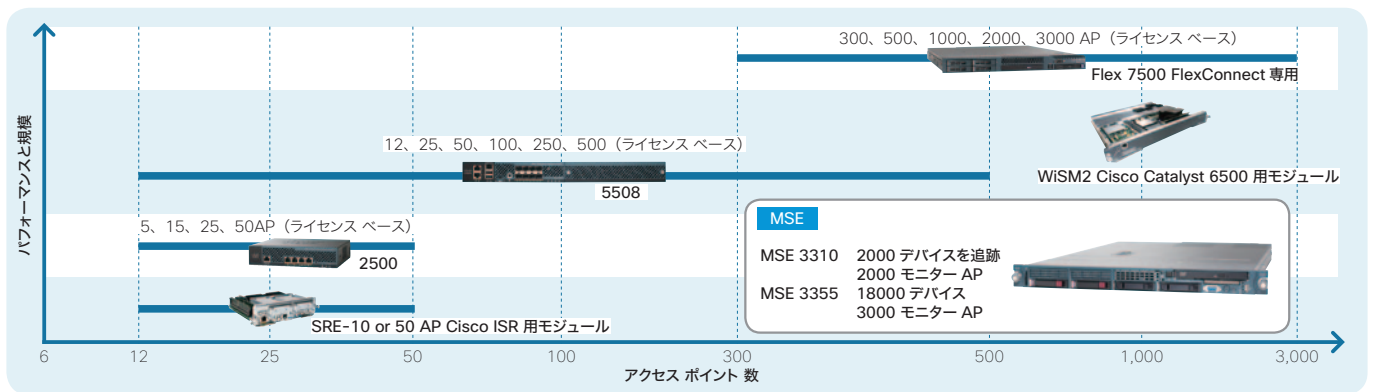 300、500、1000、2000、3000 AP（ライセンス ベース）
Flex 7500 FlexConnect 専用
12、25、50、100、250、500（ライセンス ベース）
5508
WiSM2 Cisco Catalyst 6500 用モジュール
5、15、25、50AP（ライセンス ベース）
2500
SRE-10 or 50 AP Cisco ISR 用モジュール
MSE
MSE 3310 2000 デバイスを追跡
2000 モニター AP
MSE 3355 18000 デバイス
3000 モニター AP
パフォーマンスと規模
6 12 25 50 100 300 500 1,000 3,000
アクセス ポイント 数